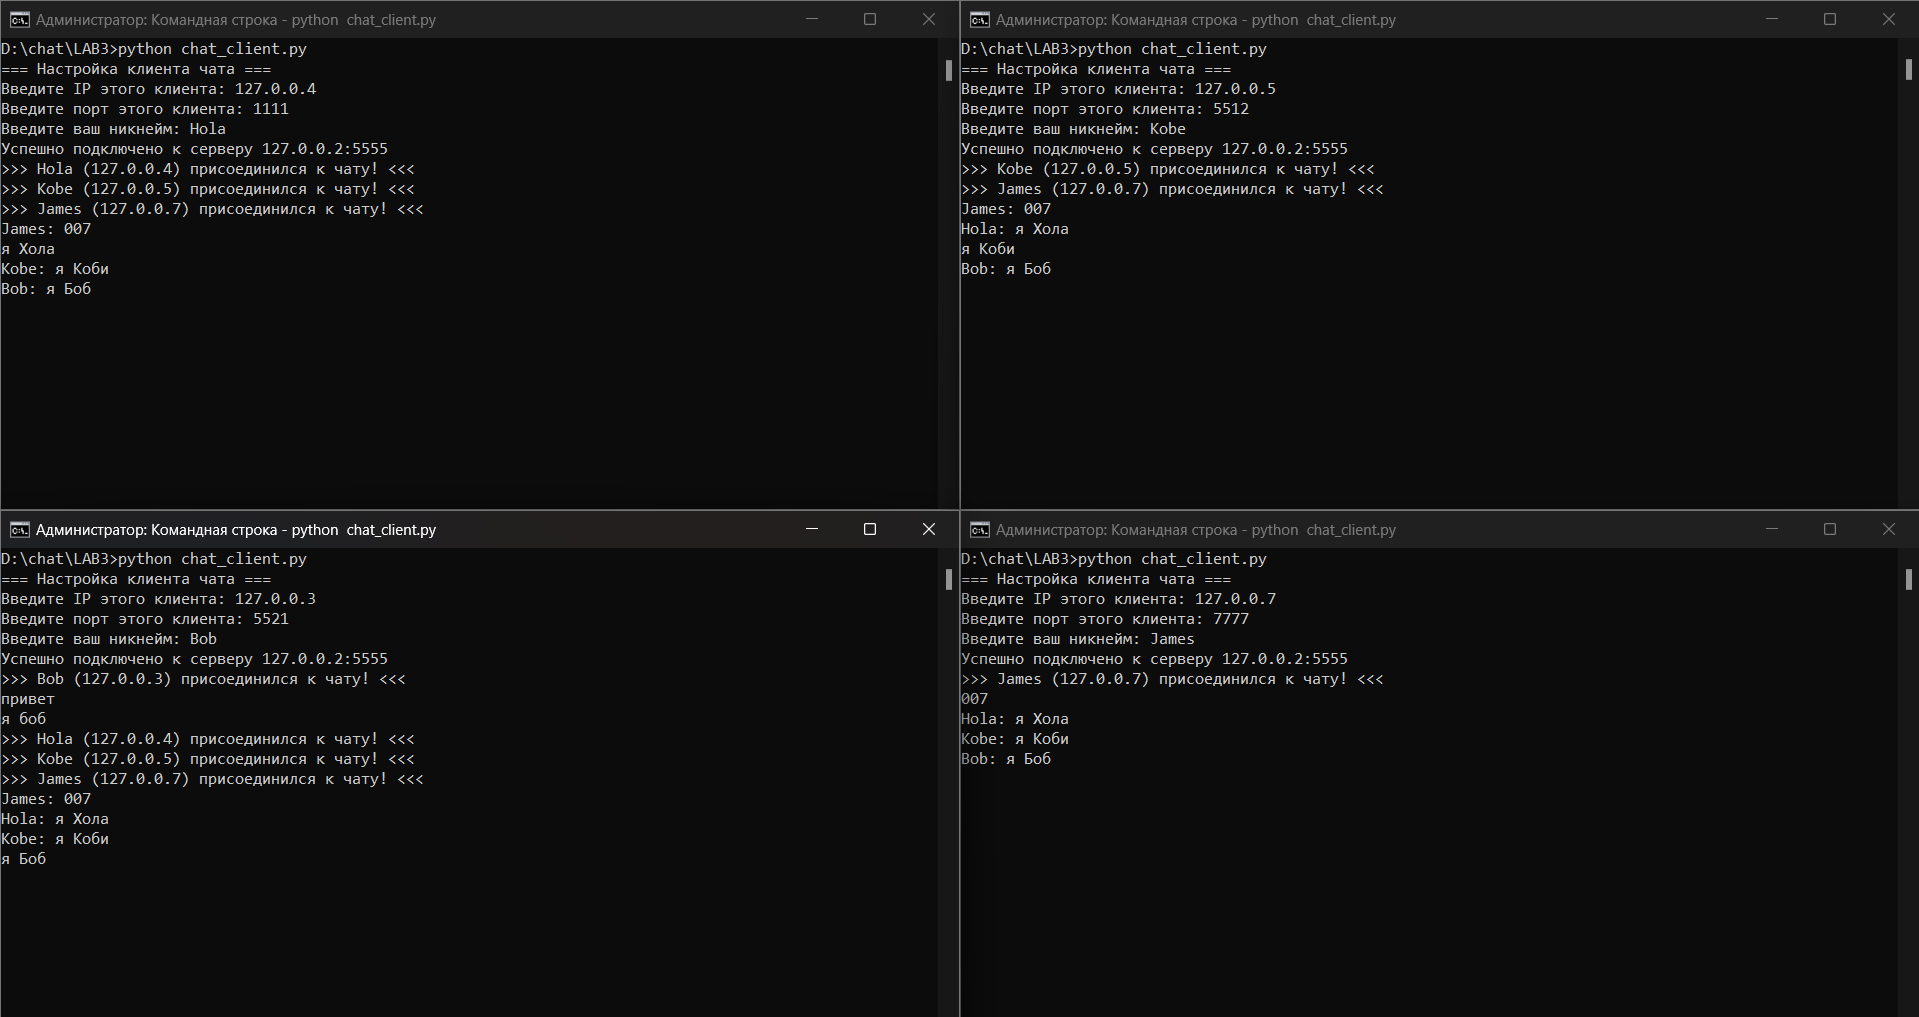 Администратор: Командная строка - python  chat_client.py
D:\chat\LAB3>python chat_client.py
=== Настройка клиента чата ===
Введите IP этого клиента: 127.0.0.4
Введите порт этого клиента: 1111
Введите ваш никнейм: Hola
Успешно подключено к серверу 127.0.0.2:5555
>>> Hola (127.0.0.4) присоединился к чату! <<<
>>> Kobe (127.0.0.5) присоединился к чату! <<<
>>> James (127.0.0.7) присоединился к чату! <<<
James: 007
я Хола
Kobe: я Коби
Bob: я Боб
Администратор: Командная строка - python  chat_client.py
D:\chat\LAB3>python chat_client.py
=== Настройка клиента чата ===
Введите IP этого клиента: 127.0.0.5
Введите порт этого клиента: 5512
Введите ваш никнейм: Kobe
Успешно подключено к серверу 127.0.0.2:5555
>>> Kobe (127.0.0.5) присоединился к чату! <<<
>>> James (127.0.0.7) присоединился к чату! <<<
James: 007
Hola: я Хола
я Коби
Bob: я Боб
Администратор: Командная строка - python  chat_client.py
D:\chat\LAB3>python chat_client.py
=== Настройка клиента чата ===
Введите IP этого клиента: 127.0.0.3
Введите порт этого клиента: 5521
Введите ваш никнейм: Bob
Успешно подключено к серверу 127.0.0.2:5555
>>> Bob (127.0.0.3) присоединился к чату! <<<
привет
я боб
>>> Hola (127.0.0.4) присоединился к чату! <<<
>>> Kobe (127.0.0.5) присоединился к чату! <<<
>>> James (127.0.0.7) присоединился к чату! <<<
James: 007
Hola: я Хола
Kobe: я Коби
я Боб
Администратор: Командная строка - python  chat_client.py
D:\chat\LAB3>python chat_client.py
=== Настройка клиента чата ===
Введите IP этого клиента: 127.0.0.7
Введите порт этого клиента: 7777
Введите ваш никнейм: James
Успешно подключено к серверу 127.0.0.2:5555
>>> James (127.0.0.7) присоединился к чату! <<<
007
Hola: я Хола
Kobe: я Коби
Bob: я Боб